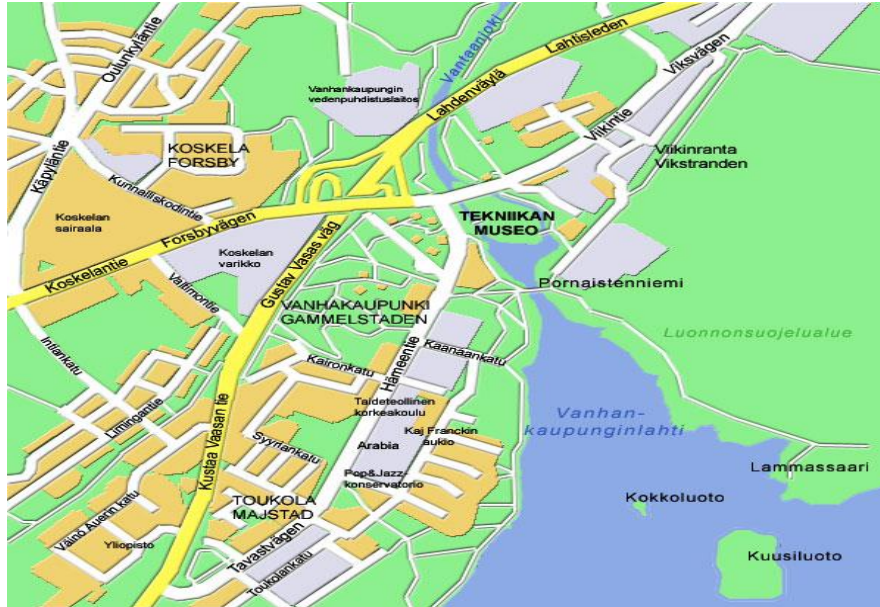 Oulunkyläntie
Vantaanjoki
Lahtisleden
Viksvägen
Vanhankaupungin
vedenpuhdistuslaitos
Lahdenväylä
Viikintie
KOSKELA
FORSBY
Viikinranta
Vikstranden
Käpyläntie
Kunnalliskodintie
Koskelan
sairaala
Forsbyvägen
TEKNIIKAN
MUSEO
Koskelantie
Koskelan
varikko
Gustav Vasas väg
Pornaistenniemi
Valtimontie
VANHAKAUPUNKI
GAMMELSTADEN
Luonnonsuojelualue
Intiankatu
Kaanaankatu
Kaironkatu
Hämeentie
Taideteollinen
korkeakoulu
Limingantie
Kustaa Vaasan tie
Vanhan-
kaupunginlahti
Kaj Franckin
aukio
Syyriankatu
Arabia
Lammassaari
Pop&Jazz-
konservatorio
TOUKOLA
MAJSTAD
Kokkoluoto
Väinö Auerin katu
Yliopisto
Tavastvägen
Kuusiluoto
Toukolankatu